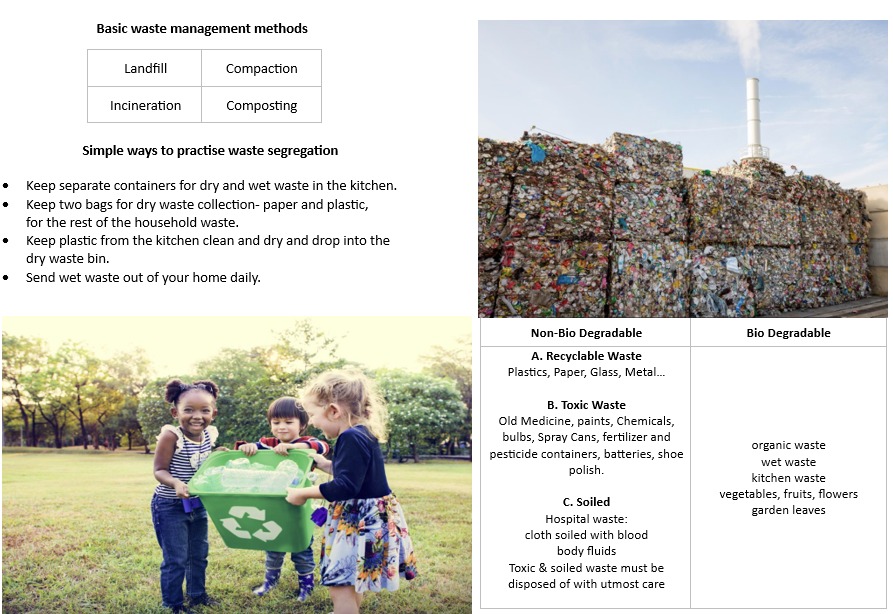 Basic waste management methods
Landfill Compaction
Incineration Composting
Simple ways to practise waste segregation
• Keep separate containers for dry and wet waste in the kitchen.
• Keep two bags for dry waste collection- paper and plastic,
for the rest of the household waste.
• Keep plastic from the kitchen clean and dry and drop into the
dry waste bin.
• Send wet waste out of your home daily.
Non-Bio Degradable Bio Degradable
A. Recyclable Waste
Plastics, Paper, Glass, Metal...
B. Toxic Waste
Old Medicine, paints, Chemicals,
bulbs, Spray Cans, fertilizer and
pesticide containers, batteries, shoe
polish.
C. Soiled
Hospital waste:
cloth soiled with blood
body fluids
Toxic & soiled waste must be
disposed of with utmost care
organic waste
wet waste
kitchen waste
vegetables, fruits, flowers
garden leaves